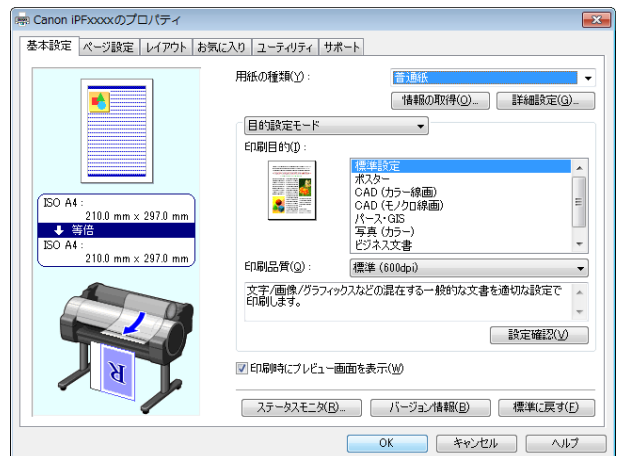 Canon iPFxxxxのプロパティ
基本設定 ページ設定 レイアウト お気に入り ユーティリティ サポート
用紙の種類(Y):
普通紙
情報の取得(O)...
詳細設定(G)...
目的設定モード
印刷目的(I):
標準設定
ポスター
CAD (カラー線画)
CAD (モノクロ線画)
パース・GIS
写真 (カラー)
ビジネス文書
ISO A4 :
210.0 mm x 297.0 mm
等倍
ISO A4 :
210.0 mm x 297.0 mm
印刷品質(Q):
標準 (600dpi)
文字/画像/グラフィックスなどの混在する一般的な文書を適切な設定で
印刷します。
設定確認(V)
R
印刷時にプレビュー画面を表示(W)
ステータスモニタ(R)...
バージョン情報(B)
標準に戻す(F)
OK
キャンセル
ヘルプ